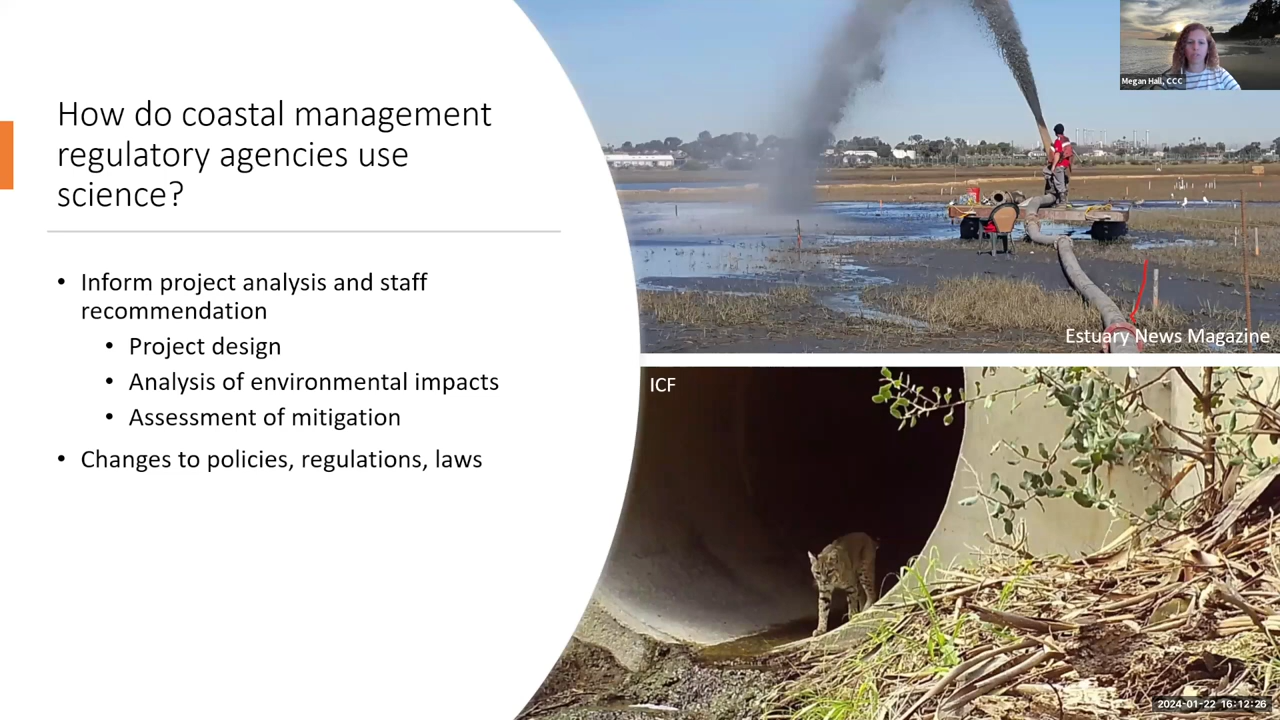 How do coastal management
regulatory agencies use
science?
• Inform project analysis and staff
recommendation
• Project design
• Analysis of environmental impacts
• Assessment of mitigation
• Changes to policies, regulations, laws
Megan Hall, CCC
Estuary News Magazine
ICF
2024-01-22 16:12:26